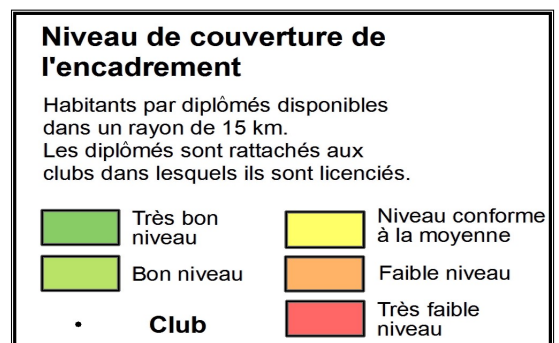 Niveau de couverture de
l'encadrement
Habitants par diplômés disponibles
dans un rayon de 15 km.
Les diplômés sont rattachés aux
clubs dans lesquels ils sont licenciés.
Très bon
niveau
Bon niveau
Club
Niveau conforme
à la moyenne
Faible niveau
Très faible
niveau